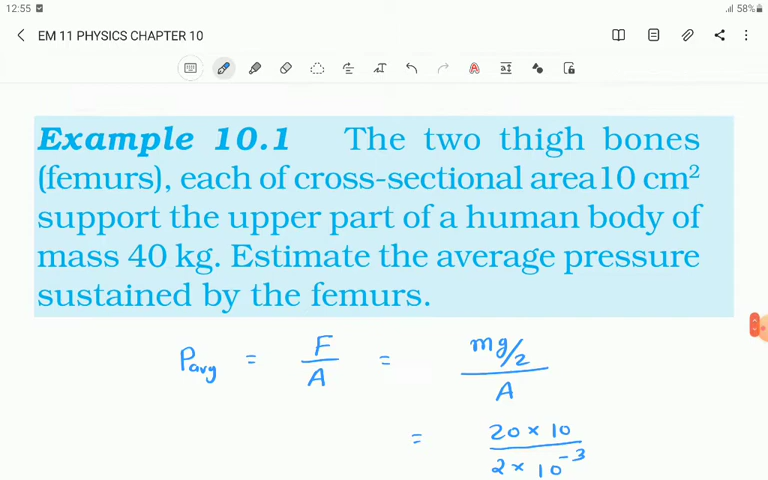 12:55 58%
EM 11 PHYSICS CHAPTER 10
Example 10.1 The two thigh bones
(femurs), each of cross-sectional area10 cm²
support the upper part of a human body of
mass 40 kg. Estimate the average pressure
sustained by the femurs.
Pavg = F/A = mg/2 / A
= 20 × 10 / 2 × 10⁻³